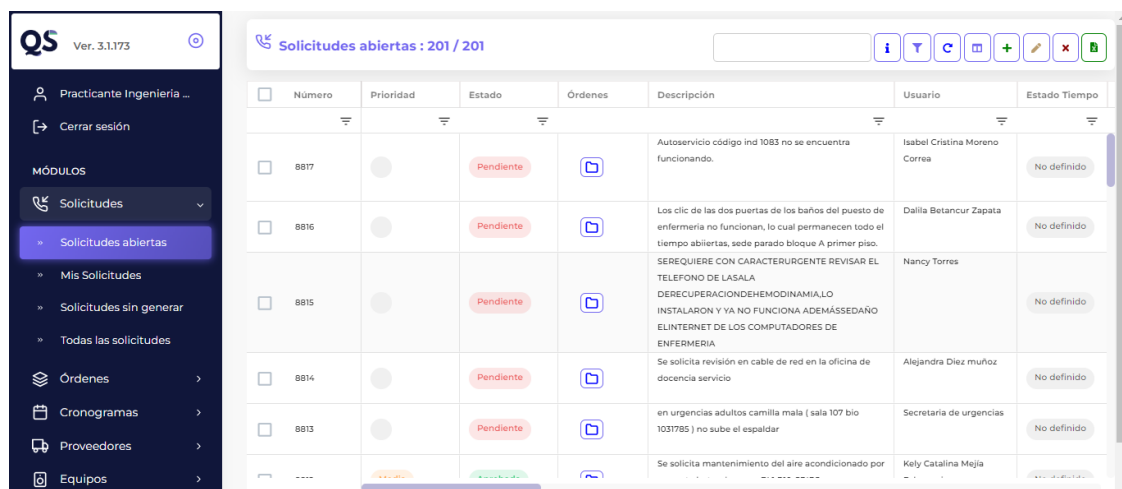 QS Ver. 3.1.173
Practicante Ingenieria ...
Cerrar sesión
MÓDULOS
Solicitudes
» Solicitudes abiertas
» Mis Solicitudes
» Solicitudes sin generar
» Todas las solicitudes
Órdenes
Cronogramas
Proveedores
Equipos
Solicitudes abiertas : 201 / 201
Número Prioridad Estado Órdenes Descripción Usuario Estado Tiempo
8817 Pendiente
Autoservicio código ind 1083 no se encuentra
funcionando.
Isabel Cristina Moreno
Correa
No definido
8816 Pendiente
Los clic de las dos puertas de los baños del puesto de
enfermeria no funcionan, lo cual permanecen todo el
tiempo abiiertas, sede parado bloque A primer piso.
Dalila Betancur Zapata
No definido
8815 Pendiente
SEREQUIERE CON CARACTERURGENTE REVISAR EL
TELEFONO DE LASALA
DERECUPERACIONDEHEMODINAMIA,LO
INSTALARON Y YA NO FUNCIONA ADEMÁSSEDAÑO
ELINTERNET DE LOS COMPUTADORES DE
ENFERMERIA
Nancy Torres
No definido
8814 Pendiente
Se solicita revisión en cable de red en la oficina de
docencia servicio
Alejandra Diez muñoz
No definido
8813 Pendiente
en urgencias adultos camilla mala ( sala 107 bio
1031785 ) no sube el espaldar
Secretaria de urgencias
No definido
Se solicita mantenimiento del aire acondicionado por
Kely Catalina Mejía